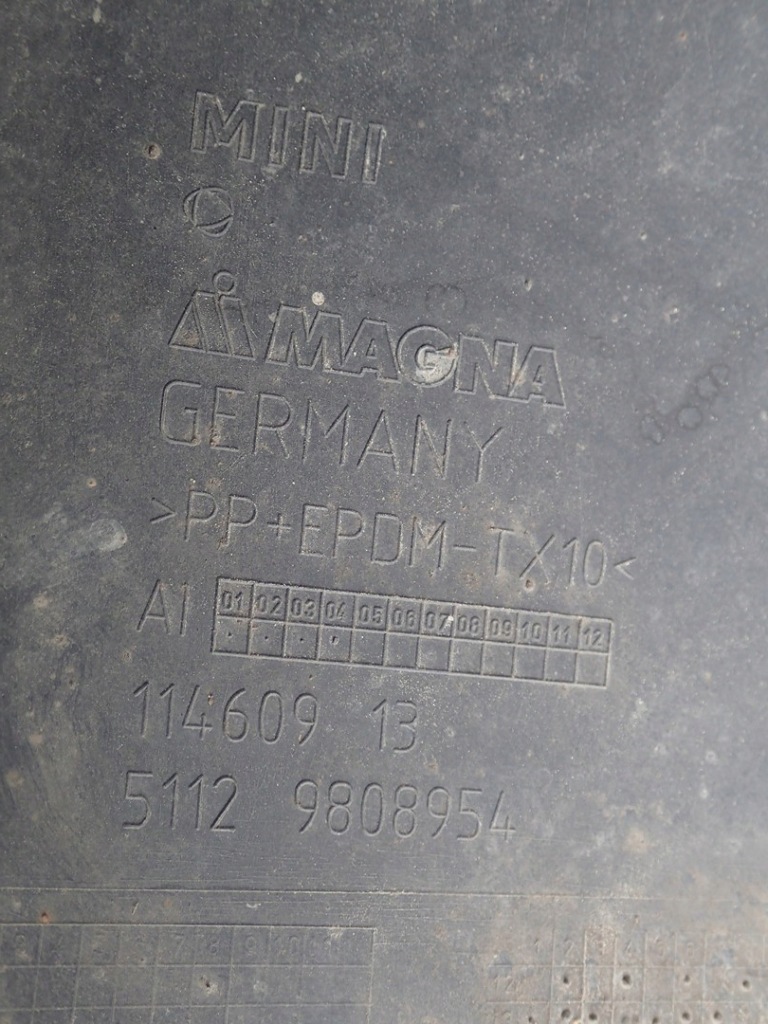 MINI
MAGNA
GERMANY
>PP+EPDM-TX10<
A1 01 02 03 04 05 06 07 08 09 10 11 12
114609 13
5112 9808954